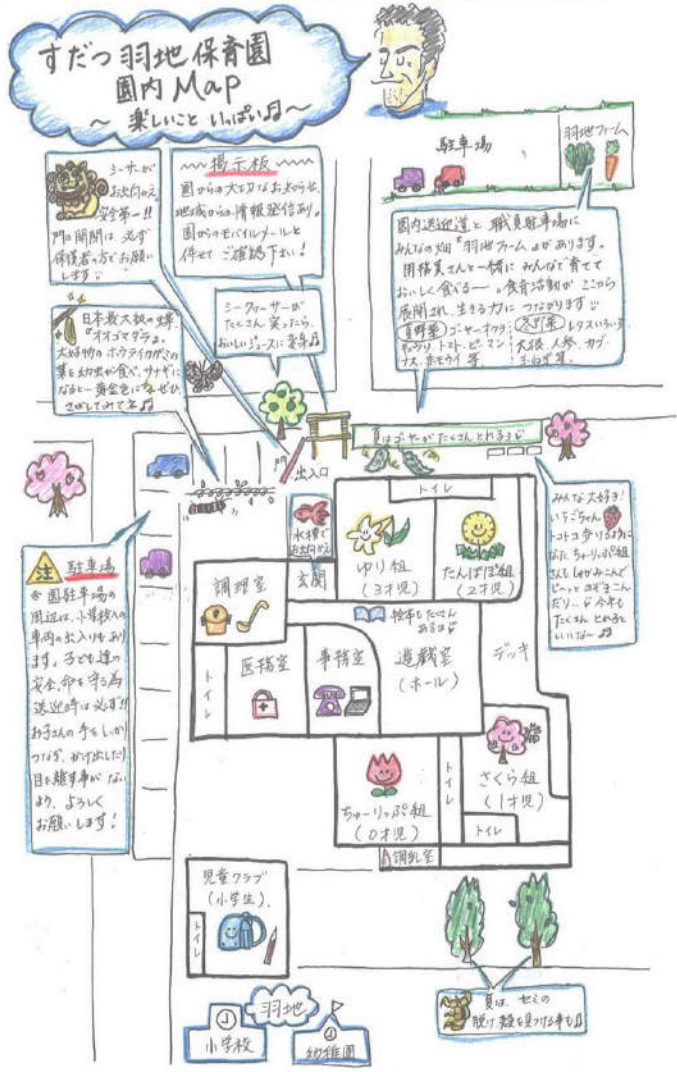 すだつ羽地保育園
園内 MaP
～ 楽しいこと いっぱい♫～
駐車場
羽地ファーム
シーサーが
お出向かえ
安全第一!!
門の開閉は、必ず
保護者の方でお願い
します
～～掲示板～～
園からの大切なお知らせ、
地域からの情報発信あり。
園からのモバイルメールと
併せて ご確認下さい!
園内送迎道と 職員駐車場に
みんなの畑『羽地ファーム』があります。
用務員さんと一緒に みんなで育てて
おいしく食べる〜。食育活動が ここから
展開され、生きる力に つながります
夏野菜 ゴーヤー オクラ
キュウリ トマト、ピーマン
ナス、 等
冬野菜 レタスいろいろ
大根 人参、カブ
玉ねぎ 等
シークヮーサーが
たくさん 実ったら、
おいしいジュースに変身♫
日本最大級の蝶
『オオゴマダラ』。
大好物のホウライカガミの
葉を幼虫が食べ、サナギに
なると〜黄金色に ぜひ
さがしてみてネ♫
夏はゴーヤーがたくさんとれるョ
門
出入口
みんな大好き!
いちごちゃん
トコトコ歩けるように
なった ちゅーりっぷ組
さんも しゃがみこんで
じーっと のぞきこん
だり… 今年も
たくさん とれると
いいなー ♫
水槽で
お出向かえ
トイレ
ゆり組
(3才児)
たんぽぽ組
(2才児)
調理室
玄関
注 駐車場
※ 園駐車場の
周辺は、小学校への
車両の出入りもあり
ます。子ども達の
安全、命を守る為
送迎時は必ず!!
お子さんの手をしっかり
つなぎ、かけ出したり
目を離す事がない
よう、よろしく
お願いします!
絵本もたくさん
あるョ
トイレ
医務室
事務室
遊戯室
(ホール)
デッキ
ちゅーりっぷ組
(0才児)
トイレ
さくら組
(1才児)
トイレ
調乳室
児童クラブ
(小学生)
トイレ
羽地
小学校
幼稚園
夏は、セミの
脱け殻を見つける事も♫